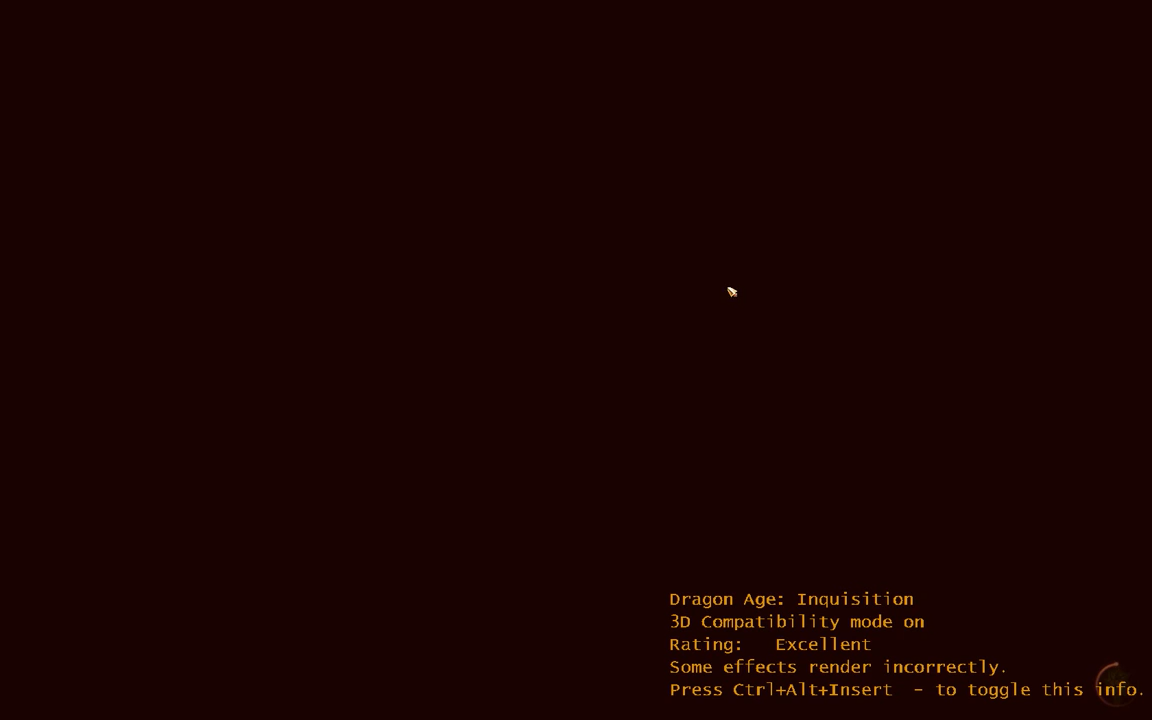 Dragon Age: Inquisition
3D Compatibility mode on
Rating: Excellent
Some effects render incorrectly.
Press Ctrl+Alt+Insert - to toggle this info.